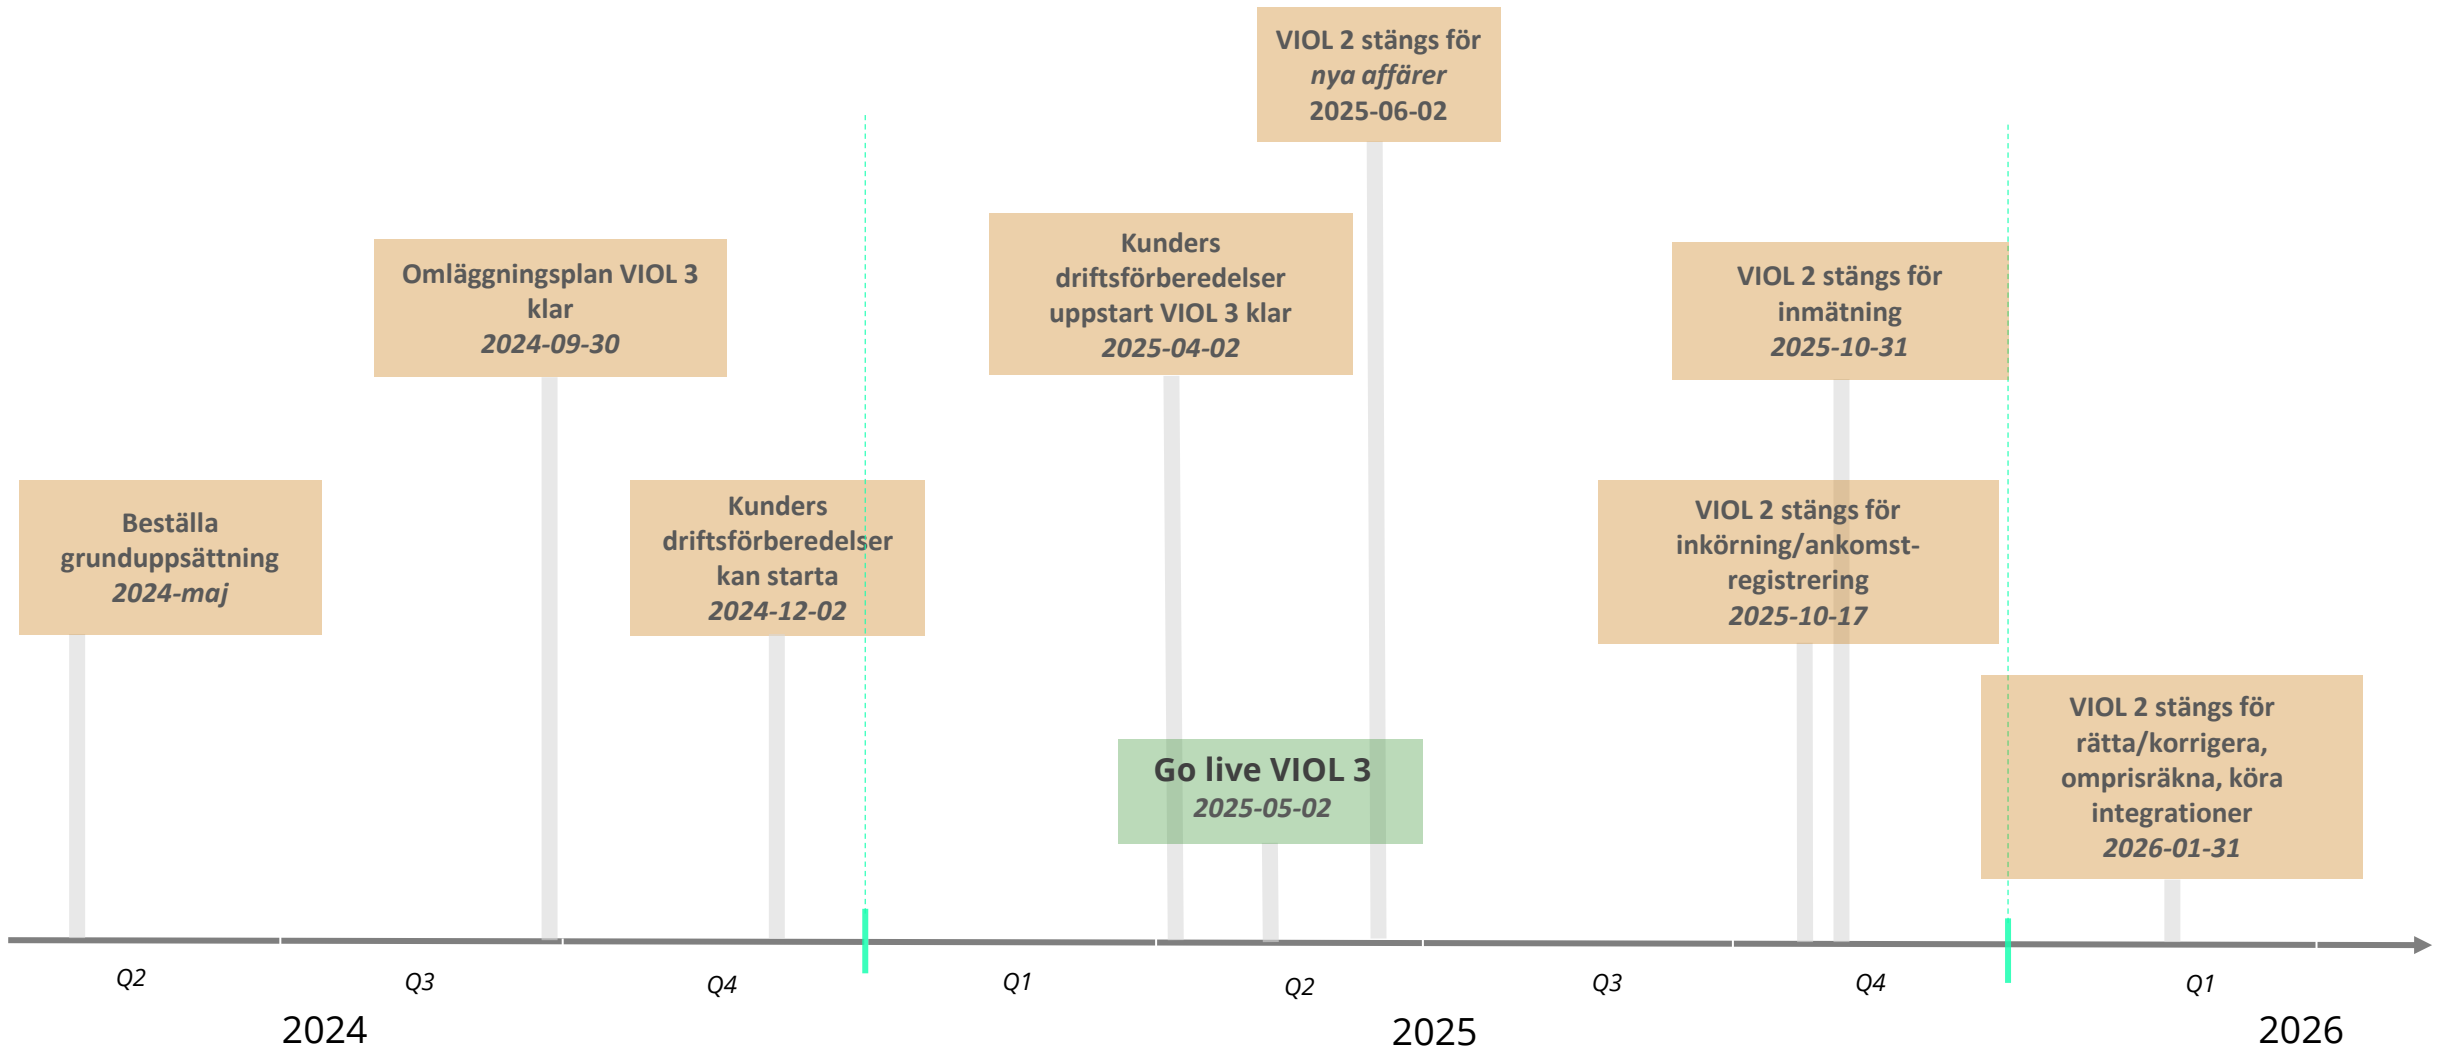 VIOL 2 stängs för
nya affärer
2025-06-02
Omläggningsplan VIOL 3
klar
2024-09-30
Kunders
driftsförberedelser
uppstart VIOL 3 klar
2025-04-02
VIOL 2 stängs för
inmätning
2025-10-31
Beställa
grunduppsättning
2024-maj
Kunders
driftsförberedelser
kan starta
2024-12-02
VIOL 2 stängs för
inkörning/ankomst-
registrering
2025-10-17
Go live VIOL 3
2025-05-02
VIOL 2 stängs för
rätta/korrigera,
omprisräkna, köra
integrationer
2026-01-31
Q2
Q3
Q4
Q1
Q2
Q3
Q4
Q1
2024
2025
2026